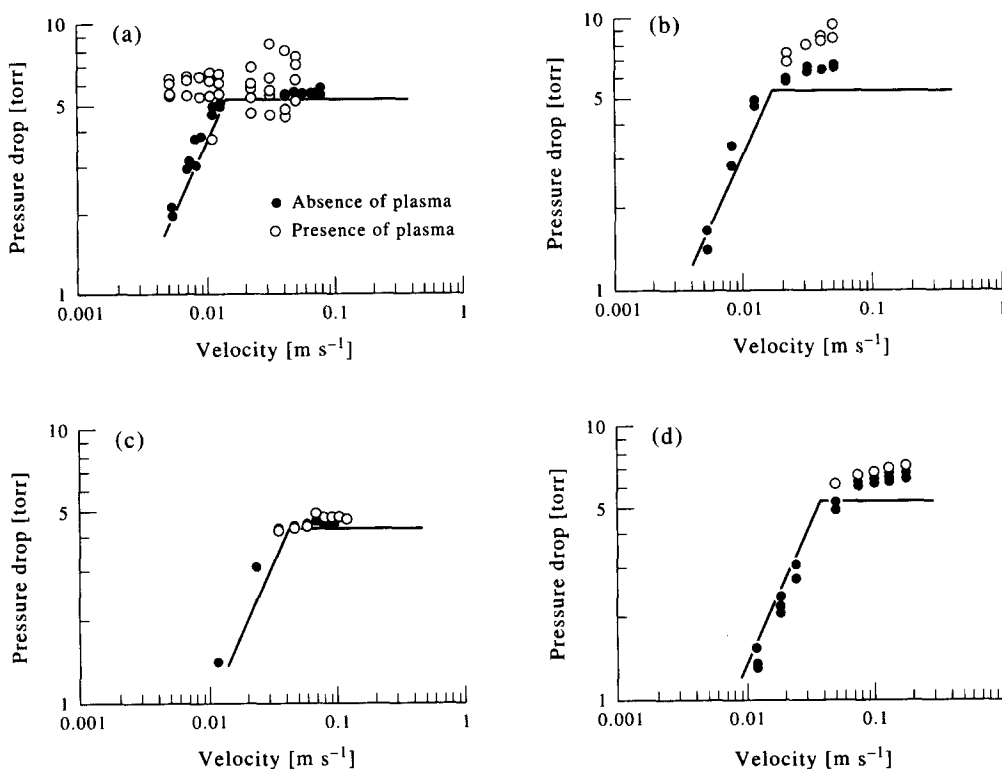 (a)
10
5
1
Pressure drop [torr]
● Absence of plasma
○ Presence of plasma
0.001 0.01 0.1 1
Velocity [m s⁻¹]
(b)
10
5
1
Pressure drop [torr]
0.001 0.01 0.1 1
Velocity [m s⁻¹]
(c)
10
5
1
Pressure drop [torr]
0.001 0.01 0.1 1
Velocity [m s⁻¹]
(d)
10
5
1
Pressure drop [torr]
0.001 0.01 0.1
Velocity [m s⁻¹]